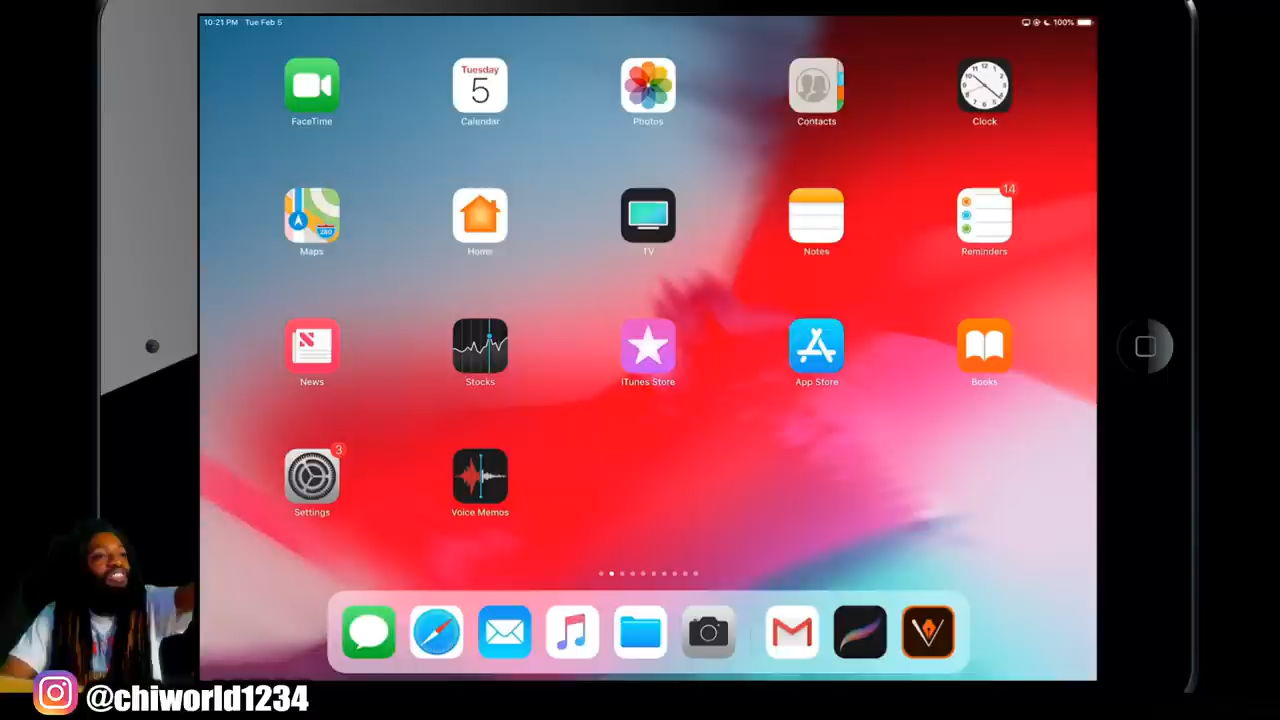 10:21 PM Tue Feb 5
100%
Tuesday
5
FaceTime
Calendar
Photos
Contacts
Clock
280
14
Maps
Home
TV
Notes
Reminders
News
Stocks
iTunes Store
App Store
Books
3
Settings
Voice Memos
@chiworld1234